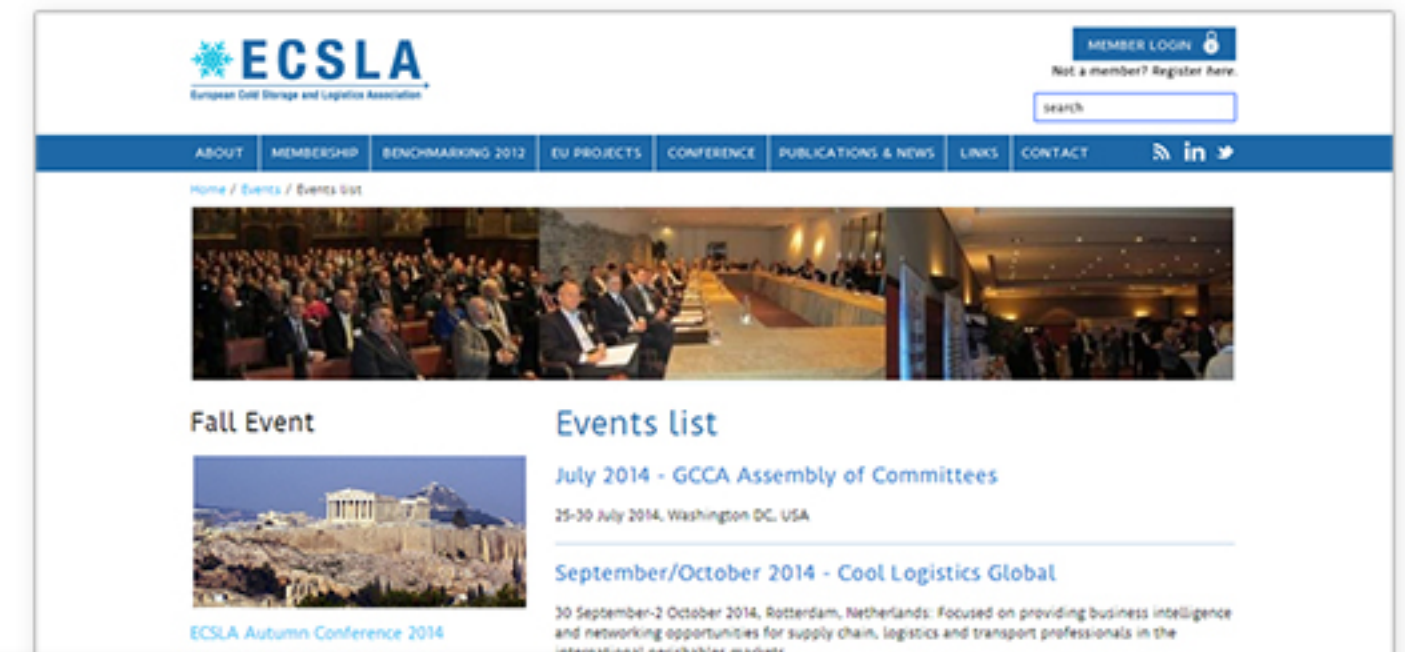 ECSLA
European Cold Storage and Logistics Association
MEMBER LOGIN
Not a member? Register here.
search
ABOUT
MEMBERSHIP
BENCHMARKING 2012
EU PROJECTS
CONFERENCE
PUBLICATIONS & NEWS
LINKS
CONTACT
in
Home / Events / Events list
Fall Event
ECSLA Autumn Conference 2014
Events list
July 2014 - GCCA Assembly of Committees
25-30 July 2014, Washington DC, USA
September/October 2014 - Cool Logistics Global
30 September-2 October 2014, Rotterdam, Netherlands: Focused on providing business intelligence
and networking opportunities for supply chain, logistics and transport professionals in the
international perishables markets